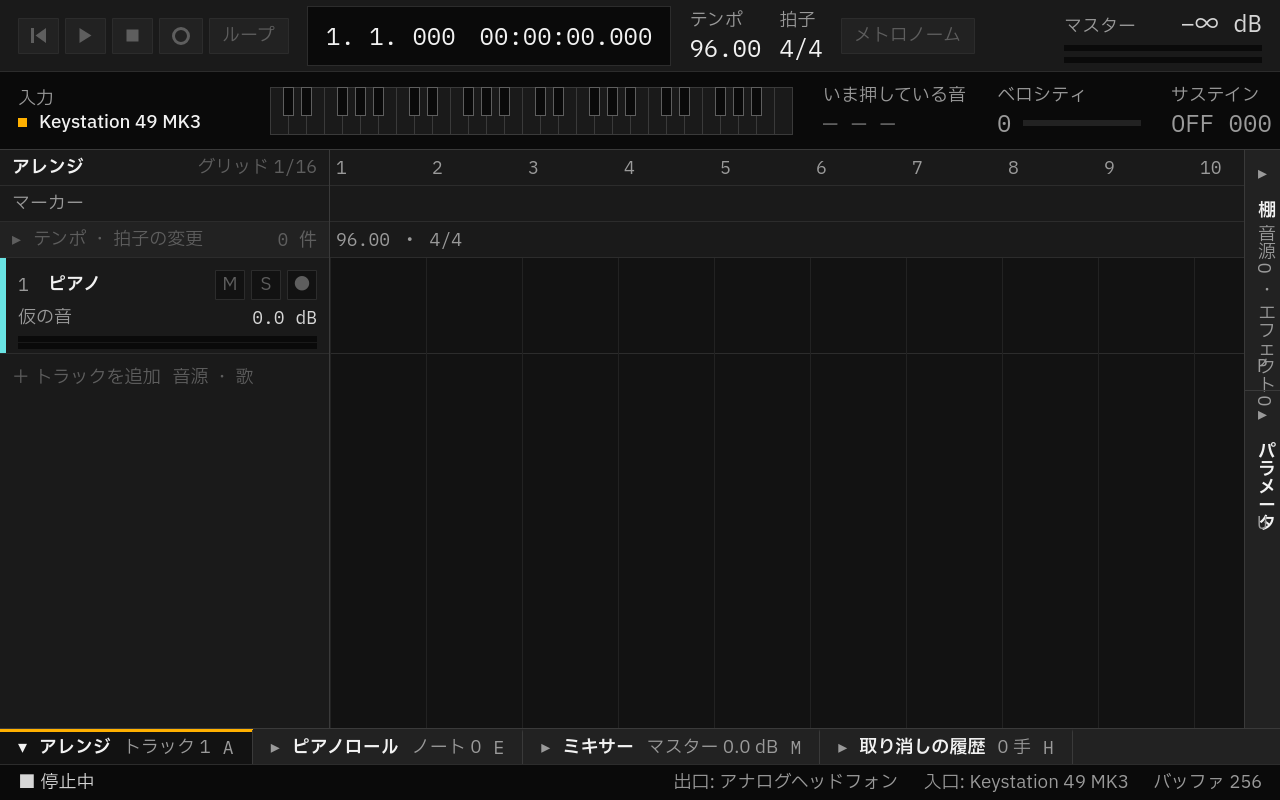 ループ 1. 1. 000 00:00:00.000 テンポ 96.00 拍子 4/4 メトロノーム マスター −∞ dB
入力
Keystation 49 MK3
いま押している音
— — —
ベロシティ
0
サステイン
OFF 000
アレンジ グリッド 1/16
1 2 3 4 5 6 7 8 9 10
マーカー
▶ テンポ ・ 拍子の変更 0 件
96.00 ・ 4/4
1 ピアノ M S
仮の音 0.0 dB
＋ トラックを追加 音源 ・ 歌
▶ 棚 音源 0 ・ エフェクト 0
▶ パラメータ
▼ アレンジ トラック 1 A
▶ ピアノロール ノート 0 E
▶ ミキサー マスター 0.0 dB M
▶ 取り消しの履歴 0 手 H
■ 停止中
出口: アナログヘッドフォン 入口: Keystation 49 MK3 バッファ 256